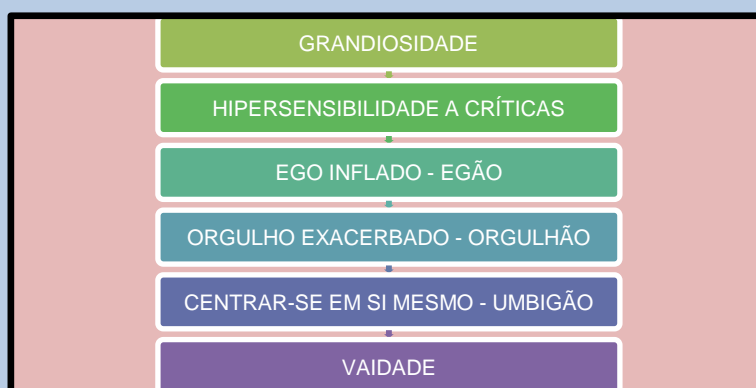 GRANDIOSIDADE
HIPERSENSIBILIDADE A CRÍTICAS
EGO INFLADO - EGÃO
ORGULHO EXACERBADO - ORGULHÃO
CENTRAR-SE EM SI MESMO - UMBIGÃO
VAIDADE